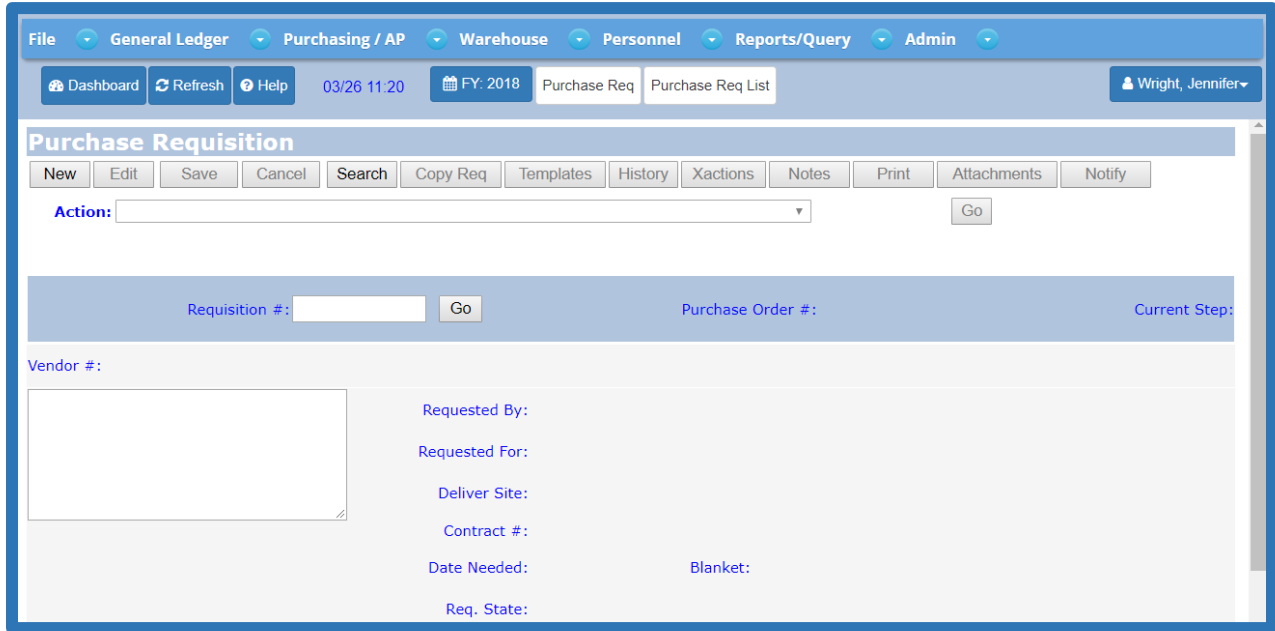 File General Ledger Purchasing / AP Warehouse Personnel Reports/Query Admin
Dashboard Refresh Help 03/26 11:20 FY: 2018 Purchase Req Purchase Req List Wright, Jennifer
Purchase Requisition
New Edit Save Cancel Search Copy Req Templates History Xactions Notes Print Attachments Notify
Action: Go
Requisition #: Go Purchase Order #: Current Step:
Vendor #:
Requested By:
Requested For:
Deliver Site:
Contract #:
Date Needed: Blanket:
Req. State: